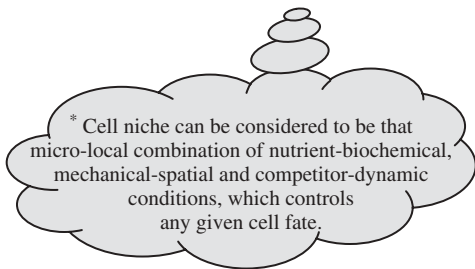 * Cell niche can be considered to be that
micro-local combination of nutrient-biochemical,
mechanical-spatial and competitor-dynamic
conditions, which controls
any given cell fate.